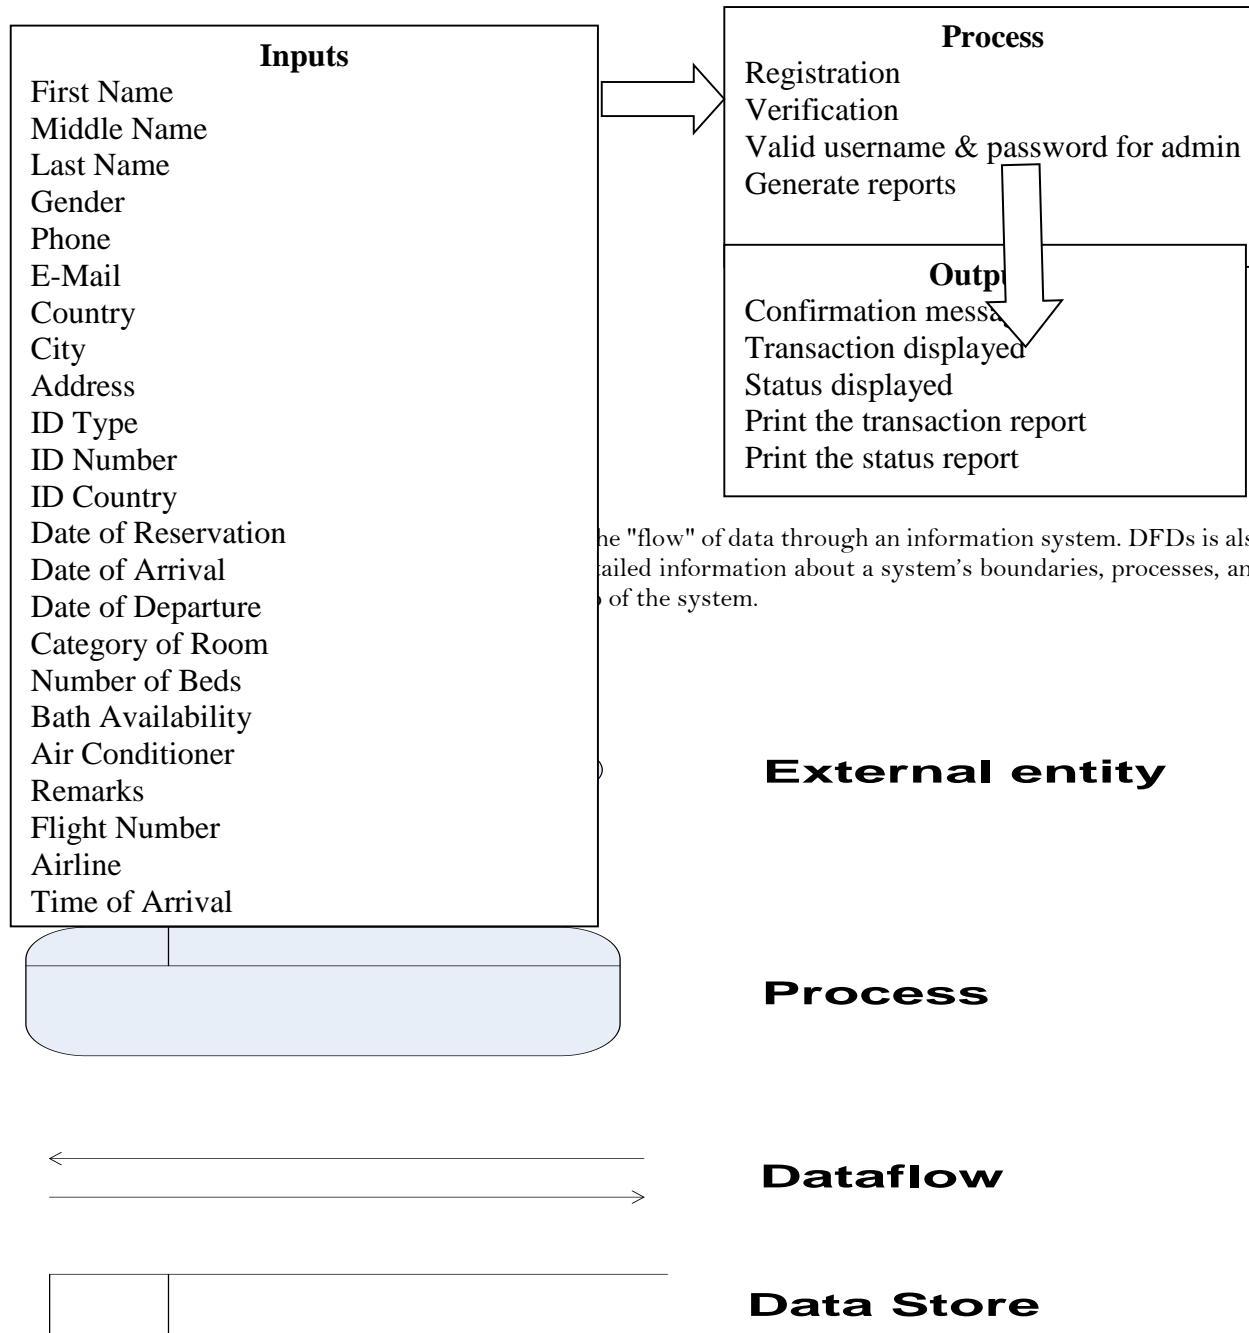 Inputs
First Name
Middle Name
Last Name
Gender
Phone
E-Mail
Country
City
Address
ID Type
ID Number
ID Country
Date of Reservation
Date of Arrival
Date of Departure
Category of Room
Number of Beds
Bath Availability
Air Conditioner
Remarks
Flight Number
Airline
Time of Arrival
Process
Registration
Verification
Valid username & password for admin
Generate reports
Confirmation
Transaction displayed
Status displayed
Print the transaction report
Print the status report
"flow" of data through an information system. DFDs is
information about a system's boundaries, processes,
of the system.
External entity
Process
Dataflow
Data Store